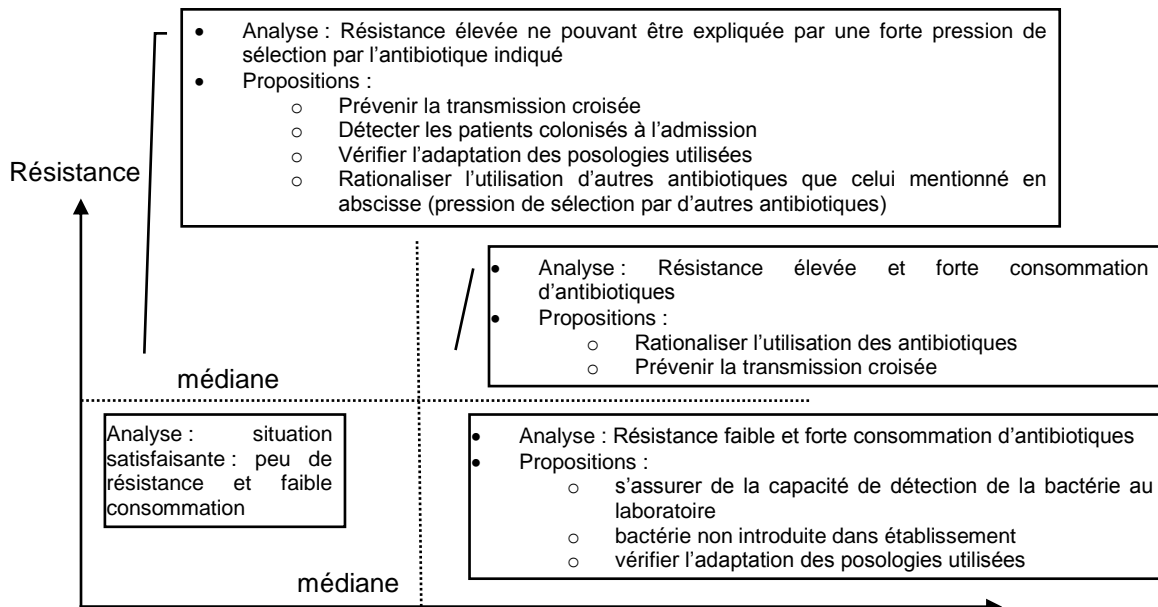 • Analyse : Résistance élevée ne pouvant être expliquée par une forte pression de
sélection par l’antibiotique indiqué
• Propositions :
o Prévenir la transmission croisée
o Détecter les patients colonisés à l’admission
o Vérifier l’adaptation des posologies utilisées
o Rationaliser l’utilisation d’autres antibiotiques que celui mentionné en
abscisse (pression de sélection par d’autres antibiotiques)
Résistance
• Analyse : Résistance élevée et forte consommation
d’antibiotiques
• Propositions :
o Rationaliser l’utilisation des antibiotiques
o Prévenir la transmission croisée
médiane
Analyse : situation
satisfaisante : peu de
résistance et faible
consommation
• Analyse : Résistance faible et forte consommation d’antibiotiques
• Propositions :
o s’assurer de la capacité de détection de la bactérie au
laboratoire
o bactérie non introduite dans établissement
o vérifier l’adaptation des posologies utilisées
médiane